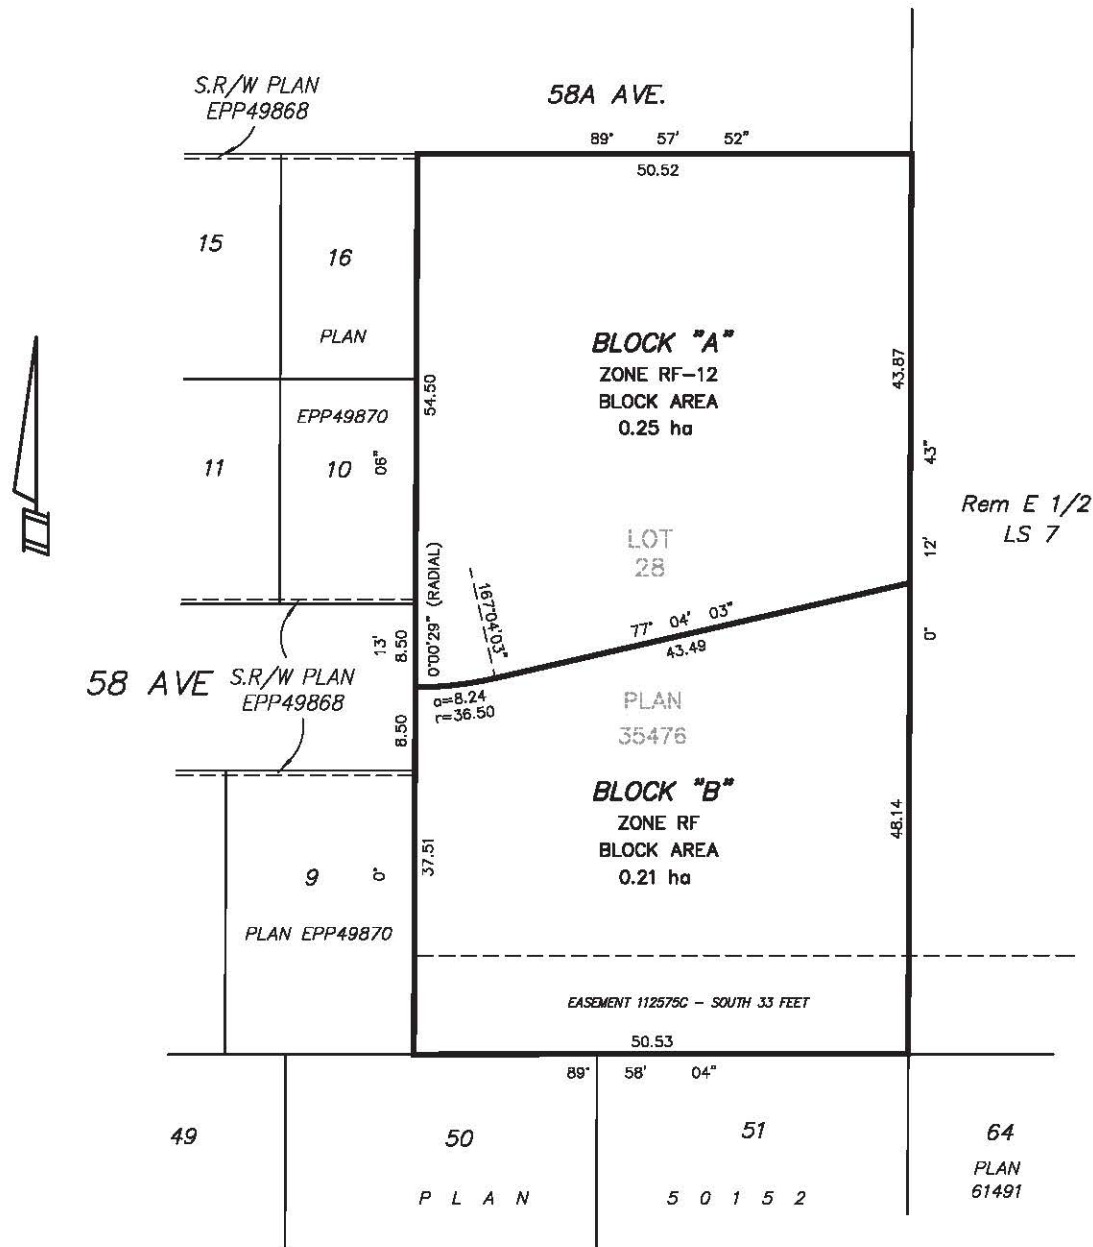 S.R/W PLAN
EPP49868
58A AVE.
89° 57' 52"
50.52
15
16
PLAN
BLOCK "A"
ZONE RF-12
BLOCK AREA
0.25 ha
54.50
43.87
EPP49870
11
10
0° 13' 06"
0° 12' 43"
Rem E 1/2
LS 7
LOT
28
0°00'29" (RADIAL)
167°04'03"
77° 04' 03"
43.49
8.50
58 AVE
S.R/W PLAN
EPP49868
a=8.24
r=36.50
8.50
PLAN
35476
BLOCK "B"
ZONE RF
BLOCK AREA
0.21 ha
37.51
48.14
9
PLAN EPP49870
EASEMENT 112575C - SOUTH 33 FEET
50.53
89° 58' 04"
49
50
51
64
PLAN
61491
PLAN 50152